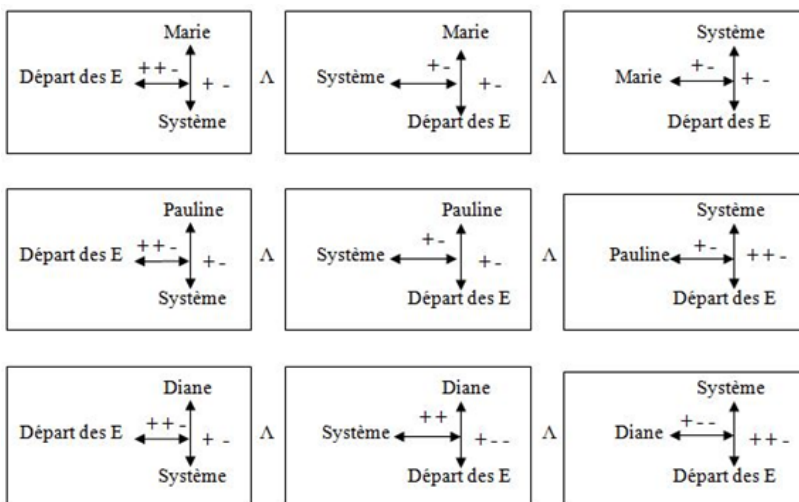 Marie Marie Système
Départ des E ++- +- Λ Système +- +- Λ Marie +- +-
Système Départ des E Départ des E
Pauline Pauline Système
Départ des E ++- +- Λ Système +- +- Λ Pauline +- ++-
Système Départ des E Départ des E
Diane Diane Système
Départ des E ++- +- Λ Système ++ +-- Λ Diane +-- ++-
Système Départ des E Départ des E